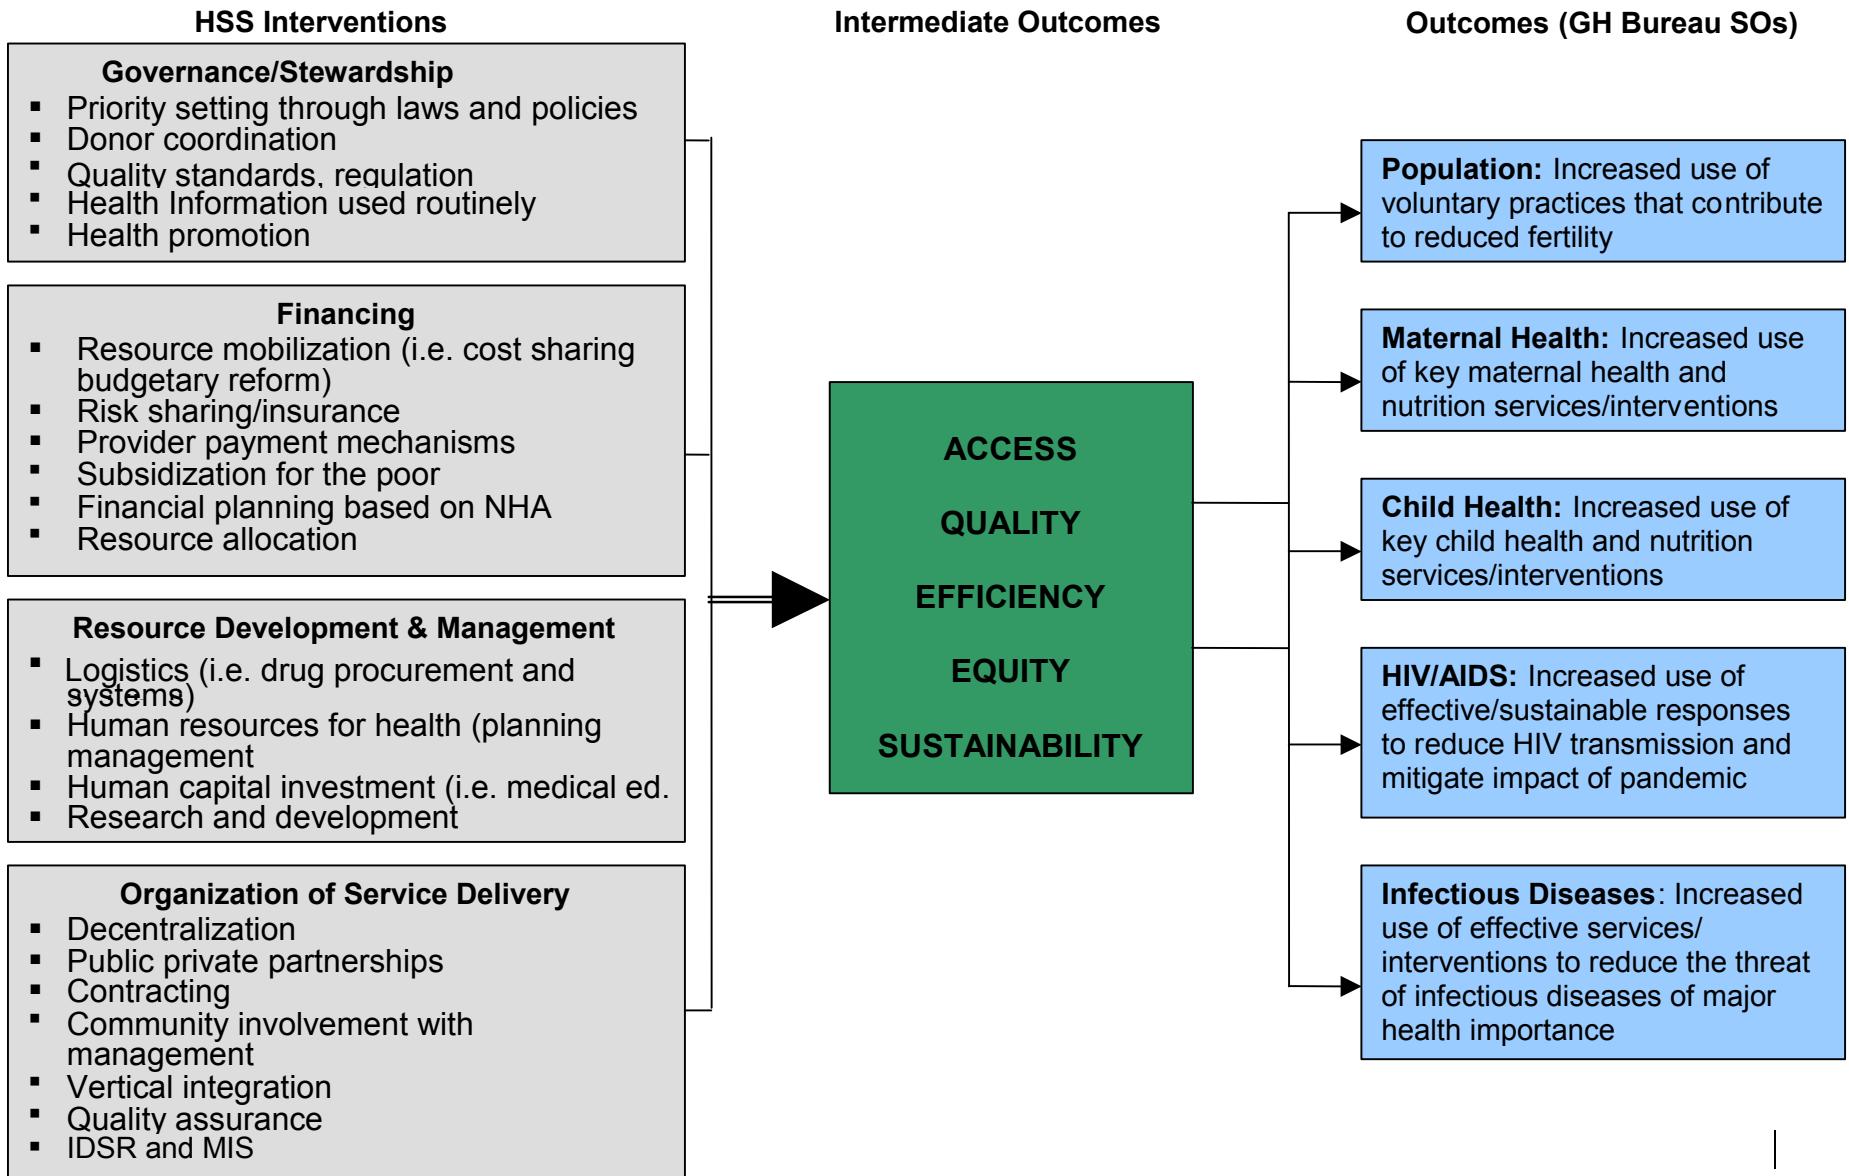 HSS Interventions
Governance/Stewardship
▪ Priority setting through laws and policies
▪ Donor coordination
▪ Quality standards, regulation
▪ Health Information used routinely
▪ Health promotion
Financing
▪ Resource mobilization (i.e. cost sharing
budgetary reform)
▪ Risk sharing/insurance
▪ Provider payment mechanisms
▪ Subsidization for the poor
▪ Financial planning based on NHA
▪ Resource allocation
Resource Development & Management
▪ Logistics (i.e. drug procurement and
systems)
▪ Human resources for health (planning
management
▪ Human capital investment (i.e. medical ed.
▪ Research and development
Organization of Service Delivery
▪ Decentralization
▪ Public private partnerships
▪ Contracting
▪ Community involvement with
management
▪ Vertical integration
▪ Quality assurance
▪ IDSR and MIS
Intermediate Outcomes
ACCESS
QUALITY
EFFICIENCY
EQUITY
SUSTAINABILITY
Outcomes (GH Bureau SOs)
Population: Increased use of
voluntary practices that contribute
to reduced fertility
Maternal Health: Increased use
of key maternal health and
nutrition services/interventions
Child Health: Increased use of
key child health and nutrition
services/interventions
HIV/AIDS: Increased use of
effective/sustainable responses
to reduce HIV transmission and
mitigate impact of pandemic
Infectious Diseases: Increased
use of effective services/
interventions to reduce the threat
of infectious diseases of major
health importance